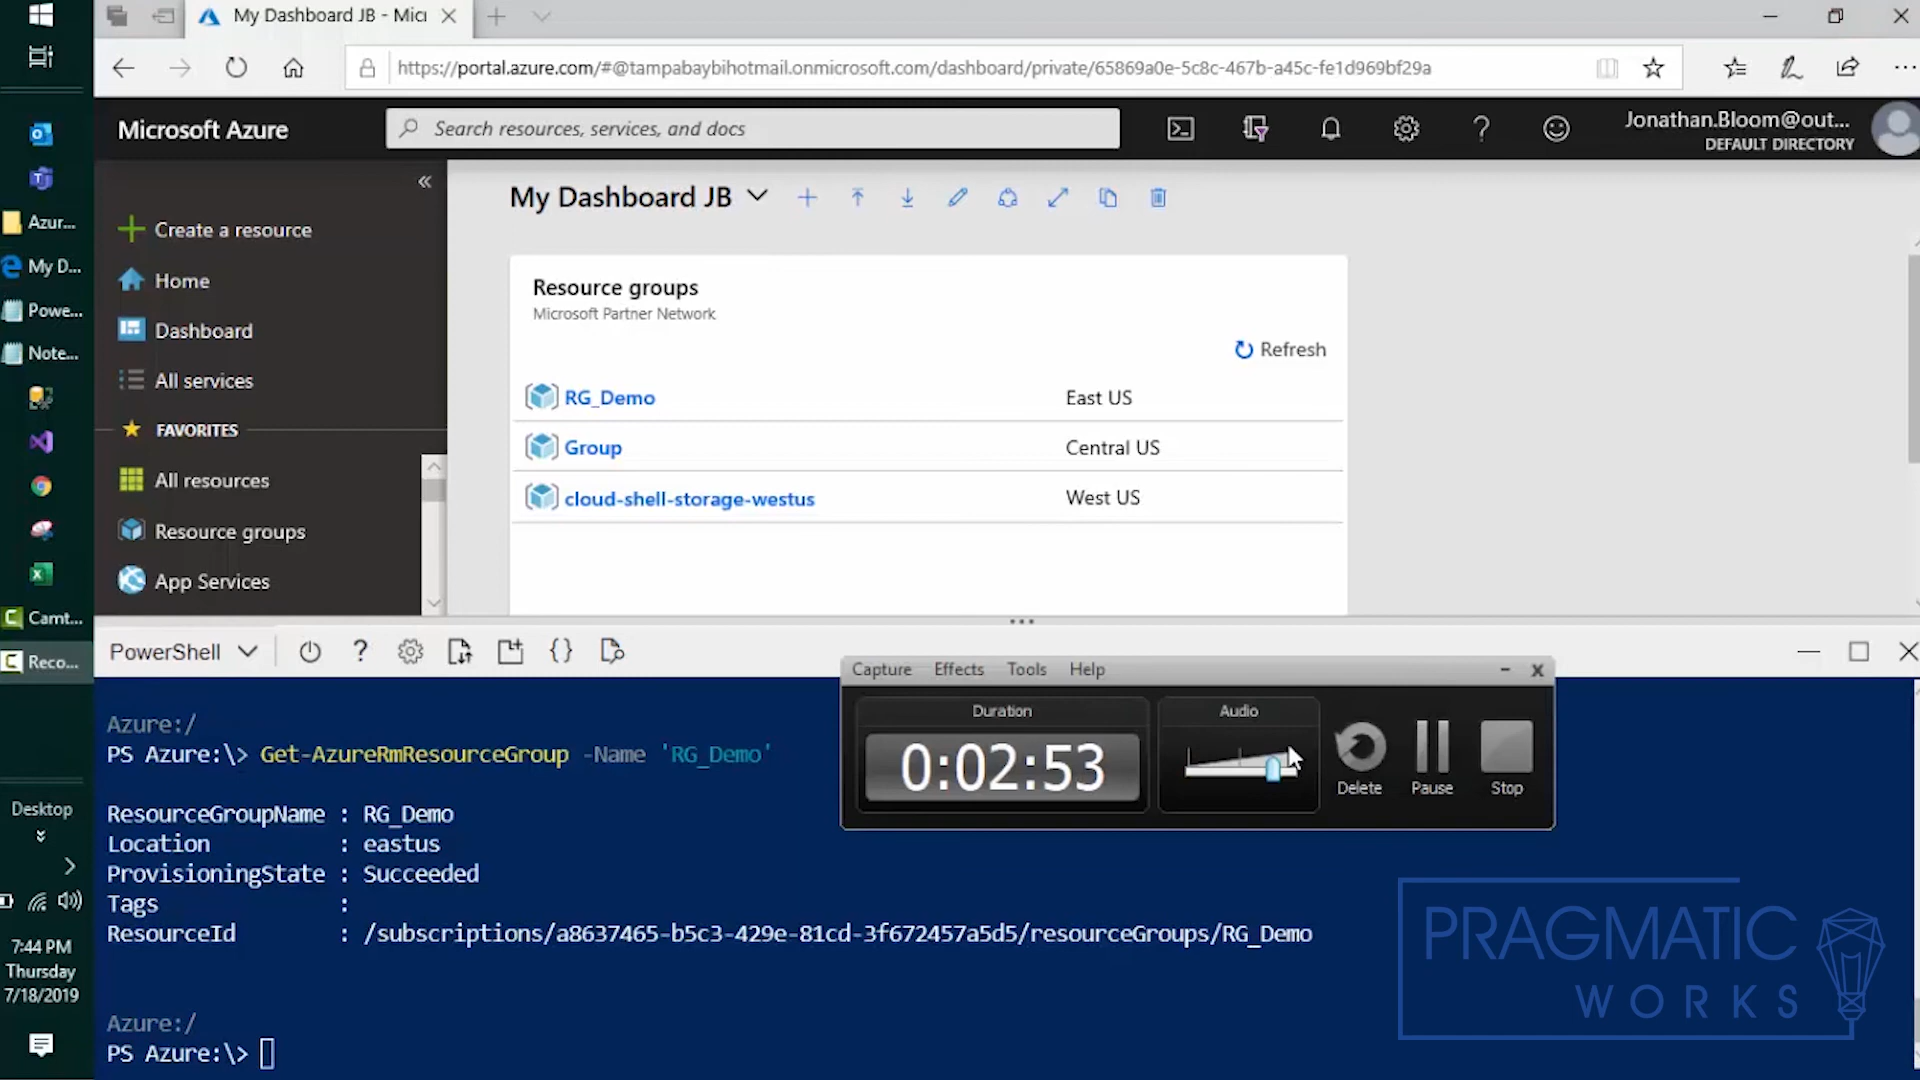 My Dashboard JB - Micr
https://portal.azure.com/#@tampabaybihotmail.onmicrosoft.com/dashboard/private/65869a0e-5c8c-467b-a45c-fe1d969bf29a
Microsoft Azure
Search resources, services, and docs
Jonathan.Bloom@out...
DEFAULT DIRECTORY
Azur...
My D...
Powe...
Note...
Camt...
Reco...
Desktop
7:44 PM
Thursday
7/18/2019
Create a resource
Home
Dashboard
All services
FAVORITES
All resources
Resource groups
App Services
My Dashboard JB
Resource groups
Microsoft Partner Network
Refresh
RG_Demo East US
Group Central US
cloud-shell-storage-westus West US
PowerShell
Capture Effects Tools Help
Duration
0:02:53
Audio
Delete
Pause
Stop
Azure:/
PS Azure:\> Get-AzureRmResourceGroup -Name 'RG_Demo'
ResourceGroupName : RG_Demo
Location : eastus
ProvisioningState : Succeeded
Tags :
ResourceId : /subscriptions/a8637465-b5c3-429e-81cd-3f672457a5d5/resourceGroups/RG_Demo
Azure:/
PS Azure:\>
PRAGMATIC
WORKS